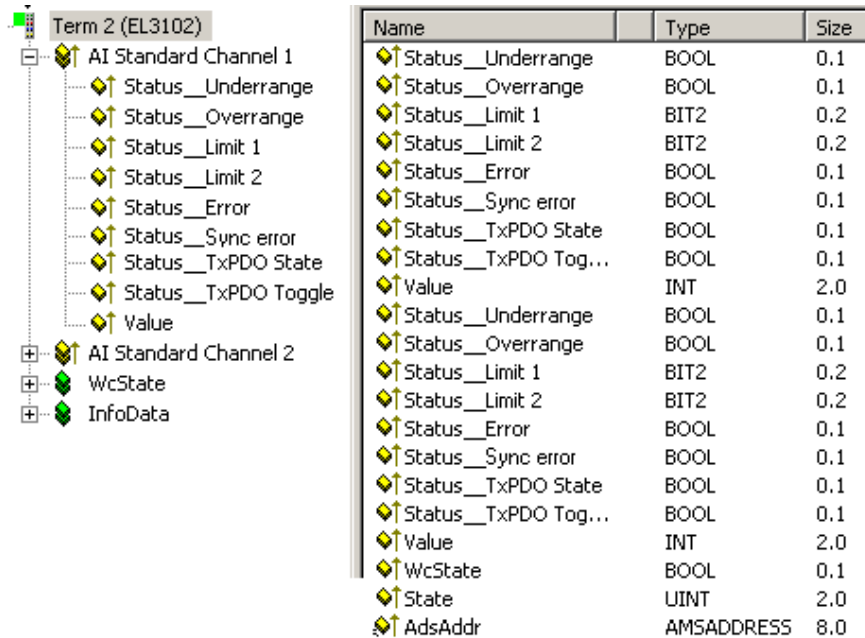 Term 2 (EL3102)
AI Standard Channel 1
Status__Underrange
Status__Overrange
Status__Limit 1
Status__Limit 2
Status__Error
Status__Sync error
Status__TxPDO State
Status__TxPDO Toggle
Value
AI Standard Channel 2
WcState
InfoData
Name Type Size
Status__Underrange BOOL 0.1
Status__Overrange BOOL 0.1
Status__Limit 1 BIT2 0.2
Status__Limit 2 BIT2 0.2
Status__Error BOOL 0.1
Status__Sync error BOOL 0.1
Status__TxPDO State BOOL 0.1
Status__TxPDO Tog... BOOL 0.1
Value INT 2.0
Status__Underrange BOOL 0.1
Status__Overrange BOOL 0.1
Status__Limit 1 BIT2 0.2
Status__Limit 2 BIT2 0.2
Status__Error BOOL 0.1
Status__Sync error BOOL 0.1
Status__TxPDO State BOOL 0.1
Status__TxPDO Tog... BOOL 0.1
Value INT 2.0
WcState BOOL 0.1
State UINT 2.0
AdsAddr AMSADDRESS 8.0